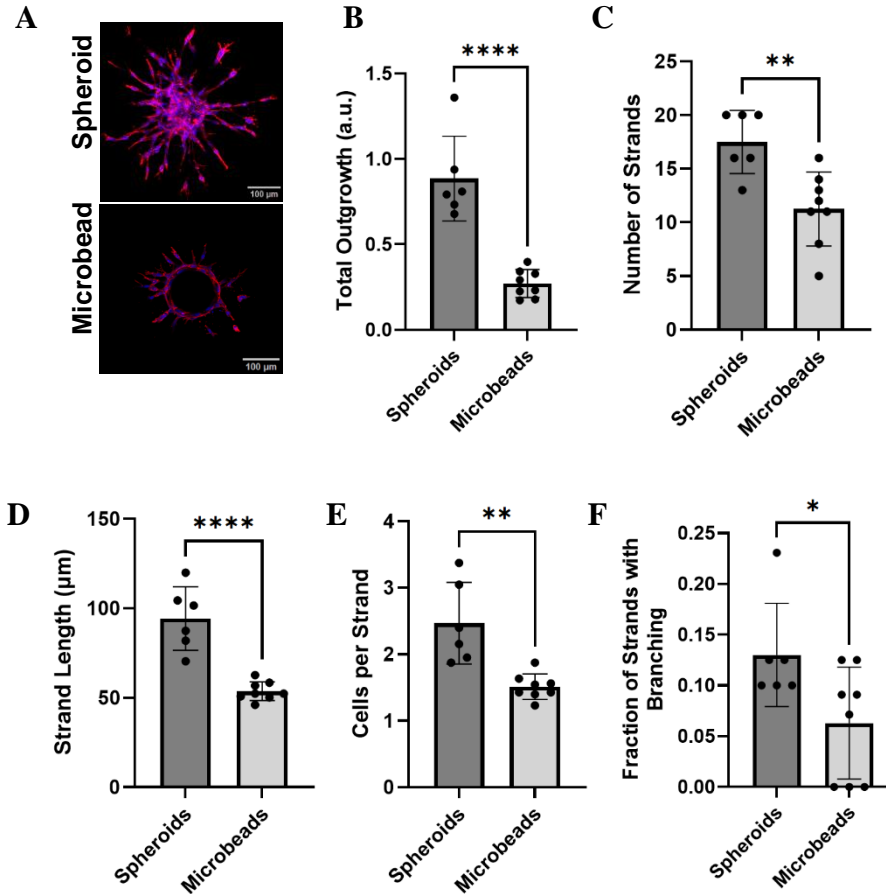 A
Spheroid
100 µm
Microbead
100 µm
B
Total Outgrowth (a.u.)
1.5
1.0
0.5
0.0
****
Spheroids
Microbeads
C
Number of Strands
25
20
15
10
5
0
**
Spheroids
Microbeads
D
Strand Length (µm)
150
100
50
0
****
Spheroids
Microbeads
E
Cells per Strand
4
3
2
1
0
**
Spheroids
Microbeads
F
Fraction of Strands with
Branching
0.25
0.20
0.15
0.10
0.05
0.00
*
Spheroids
Microbeads